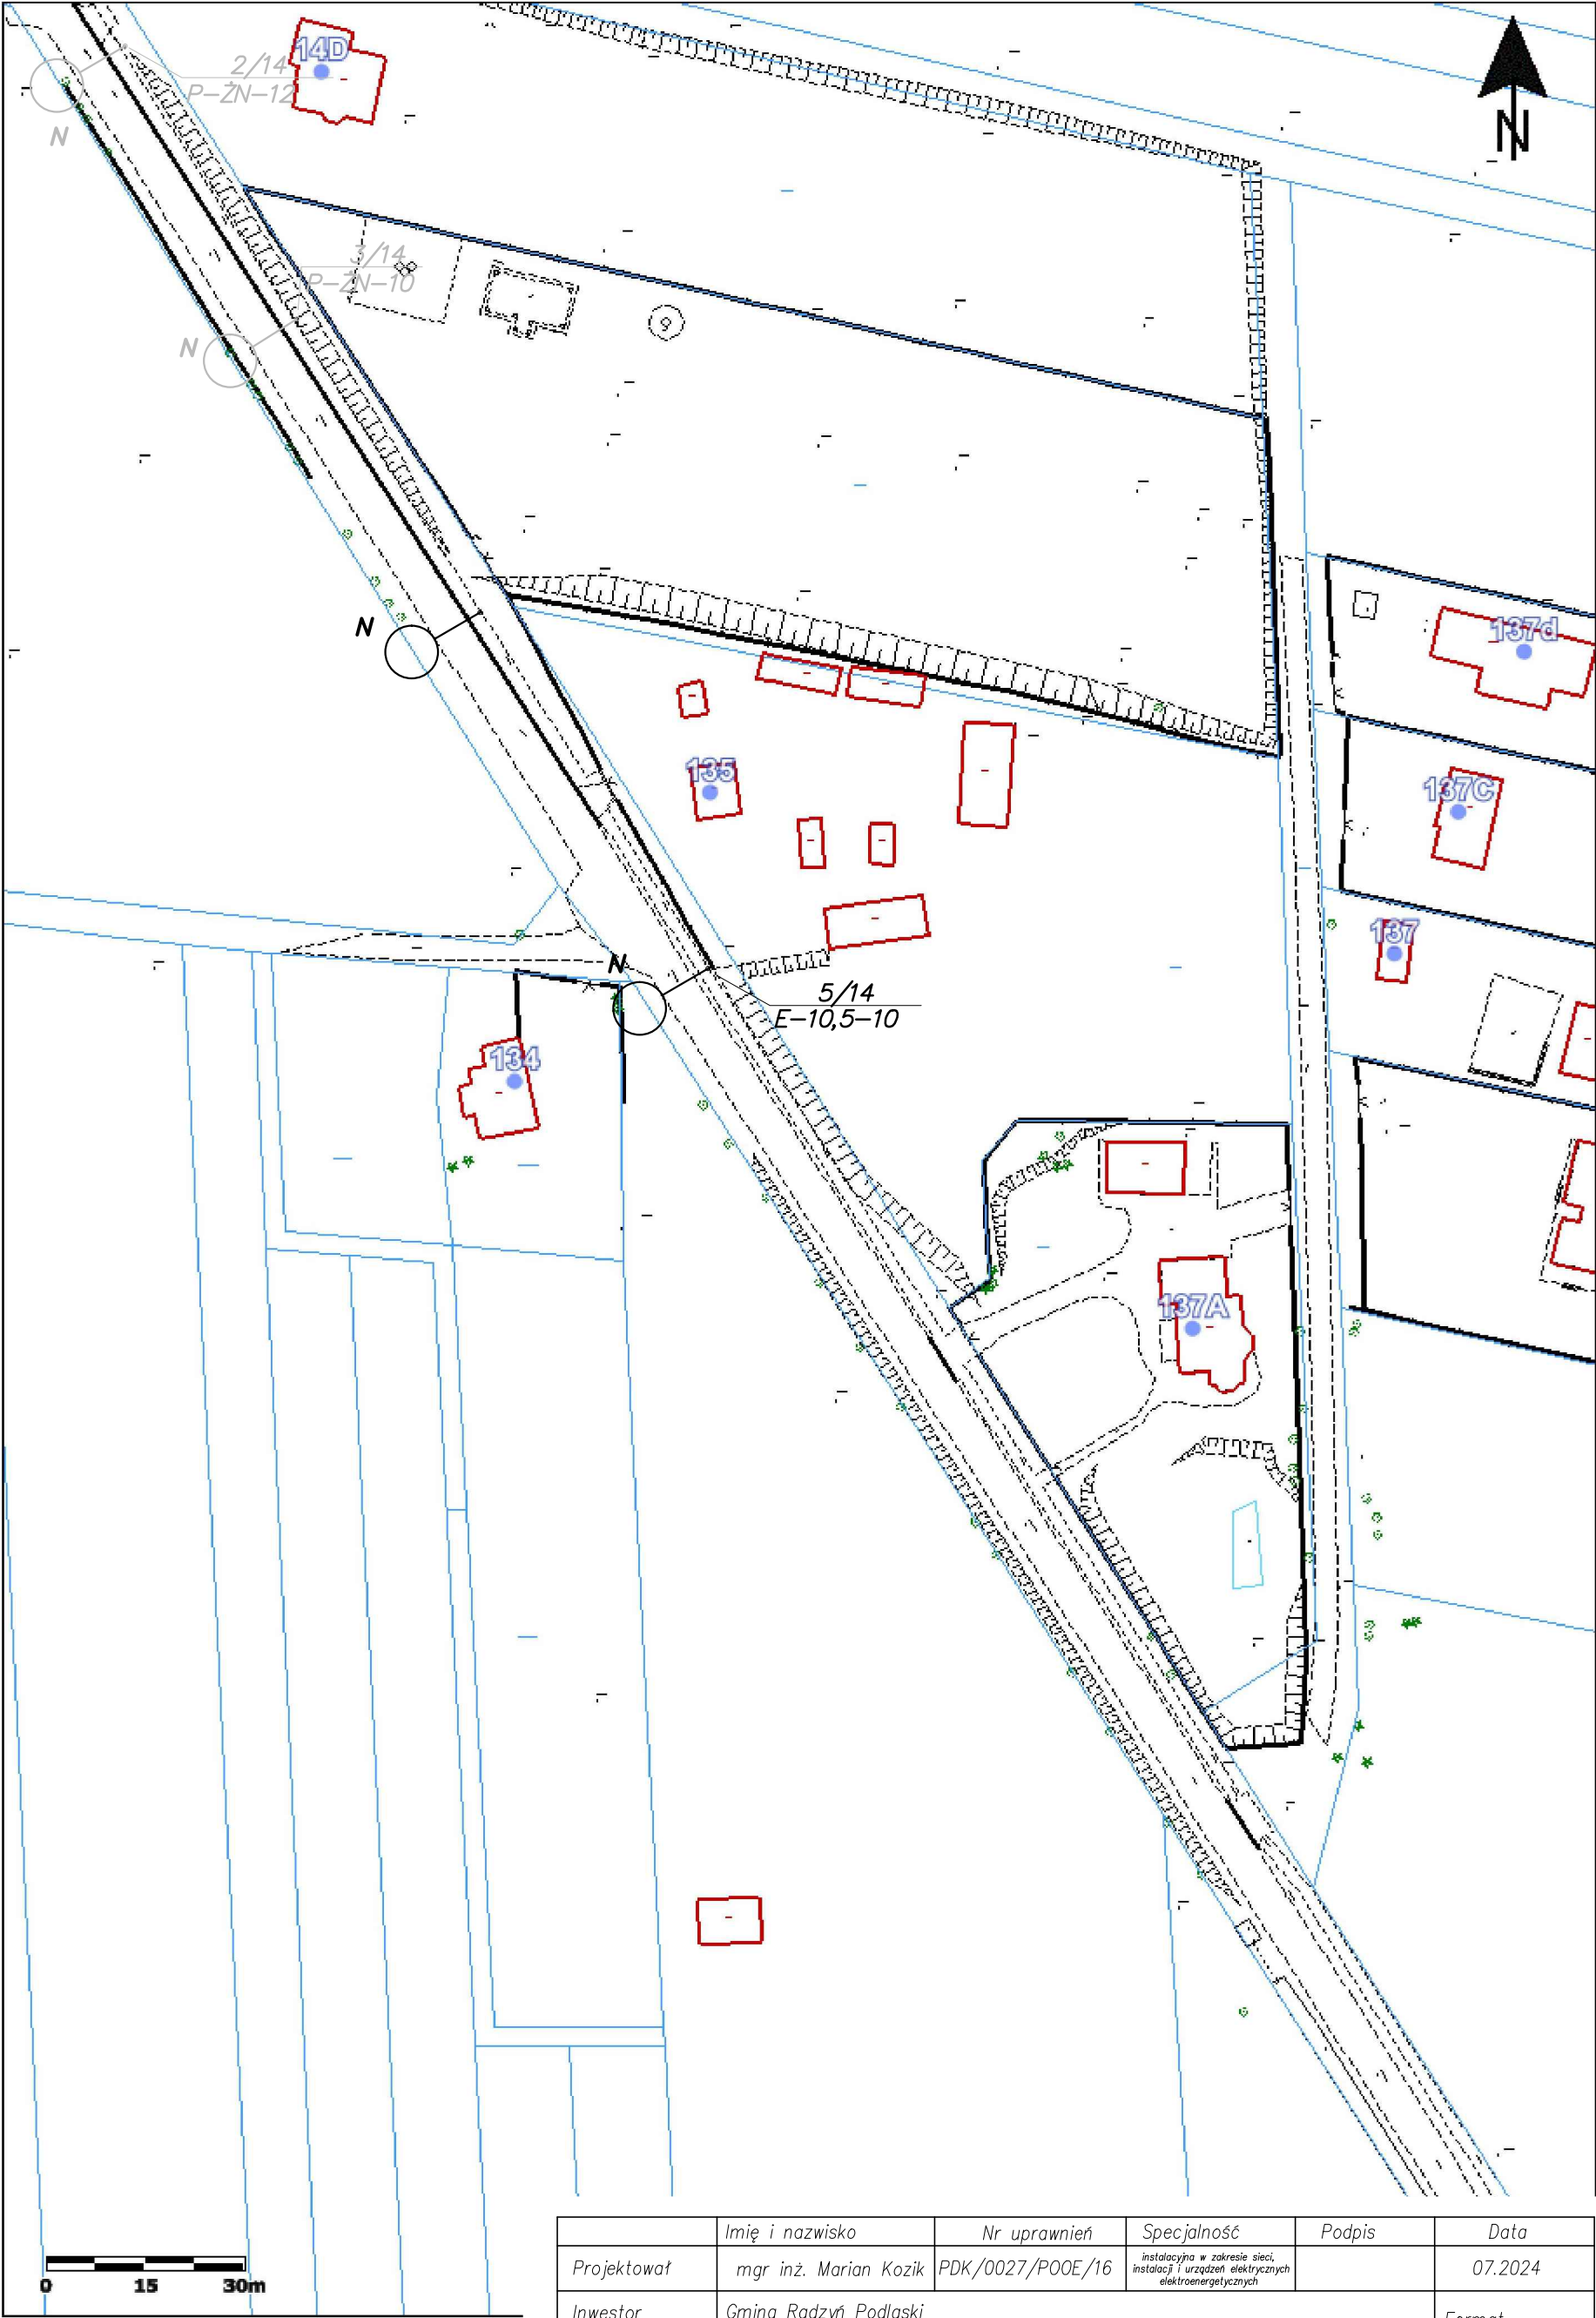 14D
2/14
P-ŻN-12
N
N
3/14
P-ŻN-10
N
N
137d
135
137C
137
N
5/14
E-10,5-10
134
137A
0 15 30m
Imię i nazwisko Nr uprawnień Specjalność Podpis Data
Projektował mgr inż. Marian Kozik PDK/0027/POOE/16 instalacyjna w zakresie sieci, 07.2024
instalacji i urządzeń elektrycznych
elektroenergetycznych
Inwestor Gmina Radzyń Podlaski Format